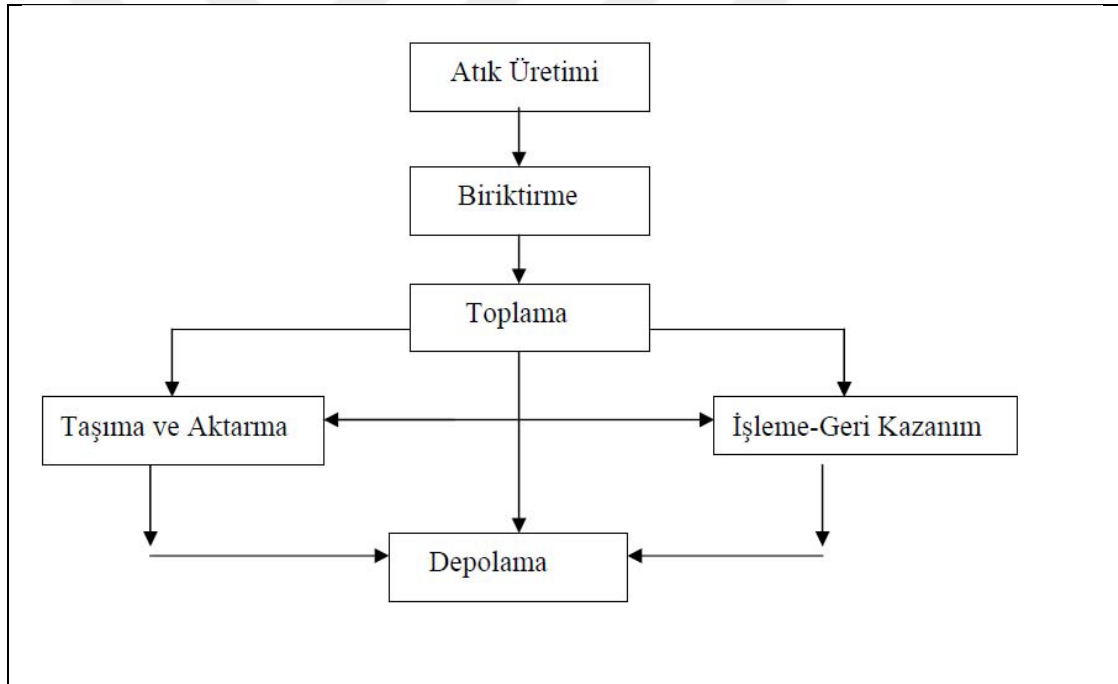 Atık Üretimi
Biriktirme
Toplama
Taşıma ve Aktarma
İşleme-Geri Kazanım
Depolama